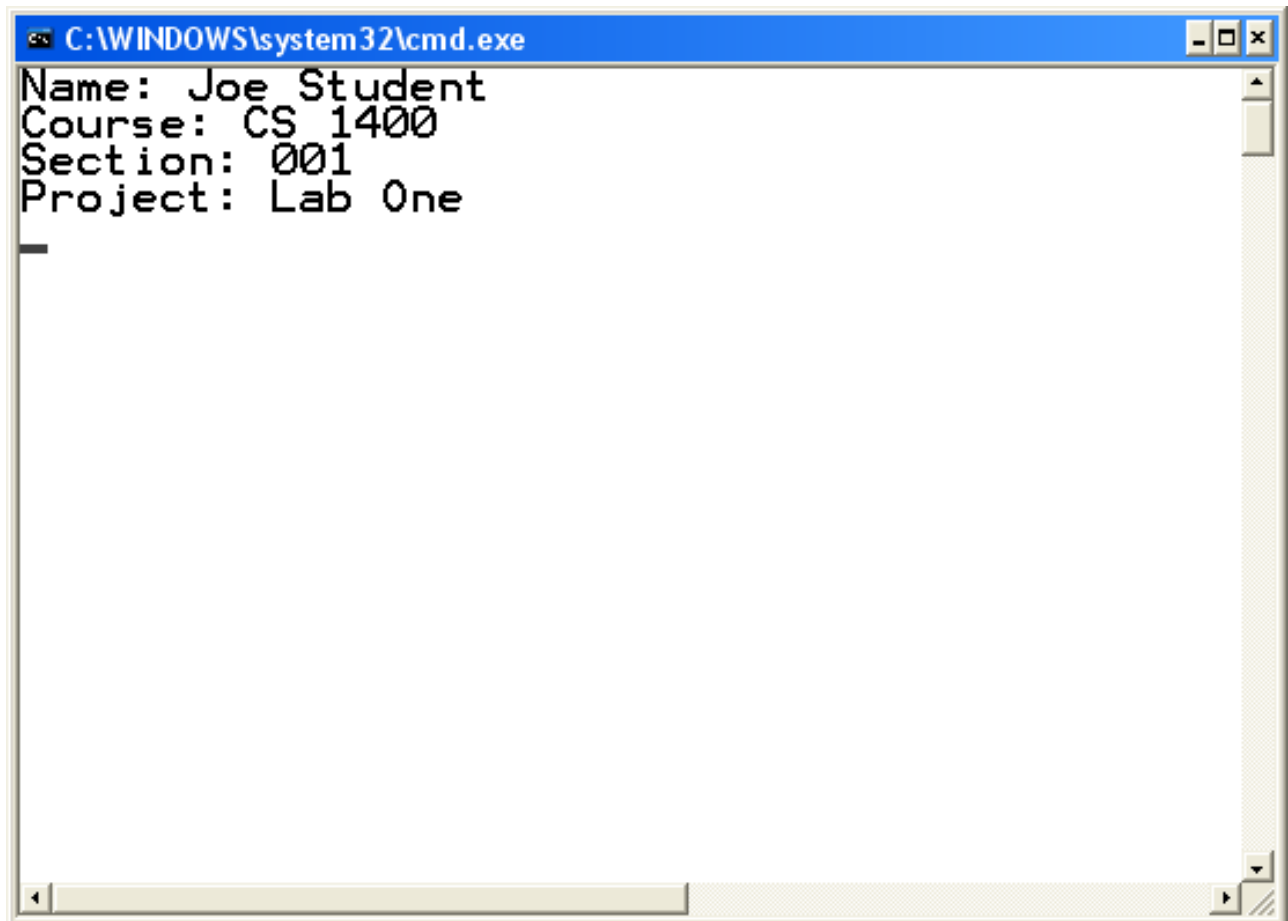 C:\WINDOWS\system32\cmd.exe
Name: Joe Student
Course: CS 1400
Section: 001
Project: Lab One